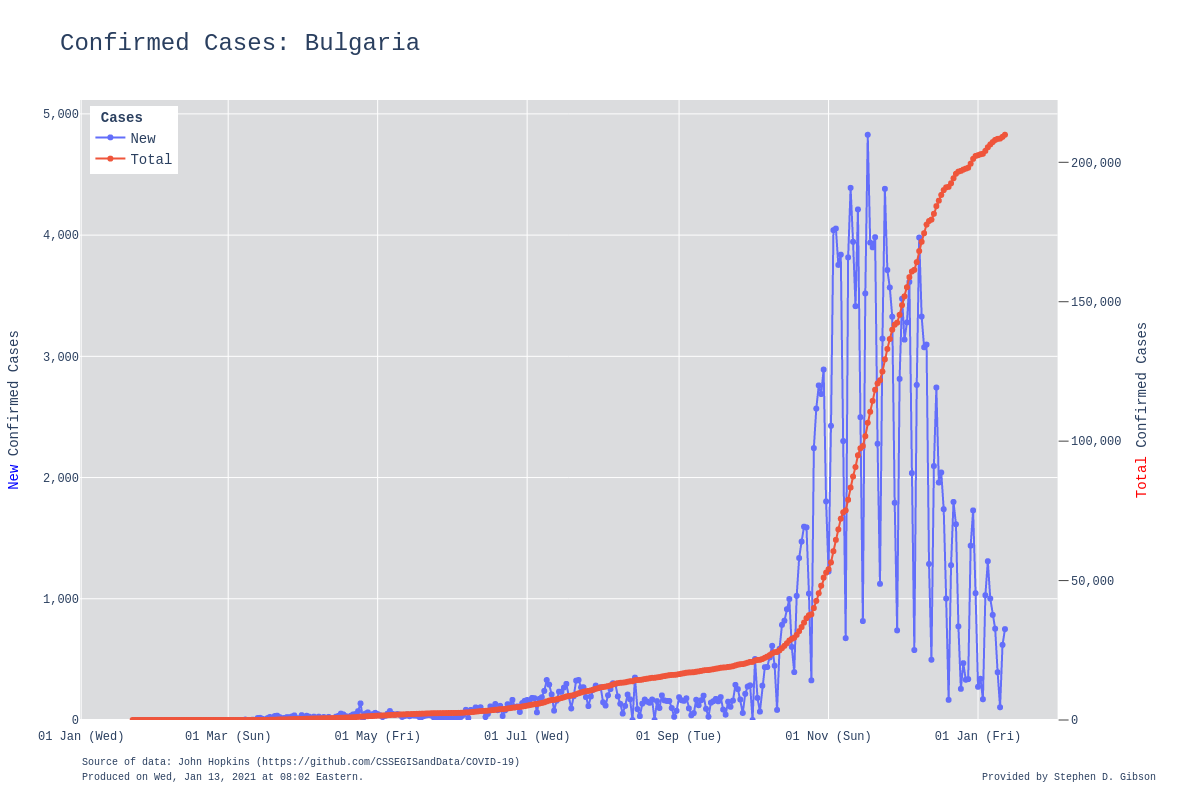 Confirmed Cases: Bulgaria
Cases
New
Total
5,000
4,000
3,000
2,000
1,000
0
200,000
150,000
100,000
50,000
0
New Confirmed Cases
Total Confirmed Cases
01 Jan (Wed)
01 Mar (Sun)
01 May (Fri)
01 Jul (Wed)
01 Sep (Tue)
01 Nov (Sun)
01 Jan (Fri)
Source of data: John Hopkins (https://github.com/CSSEGISandData/COVID-19)
Produced on Wed, Jan 13, 2021 at 08:02 Eastern.
Provided by Stephen D. Gibson